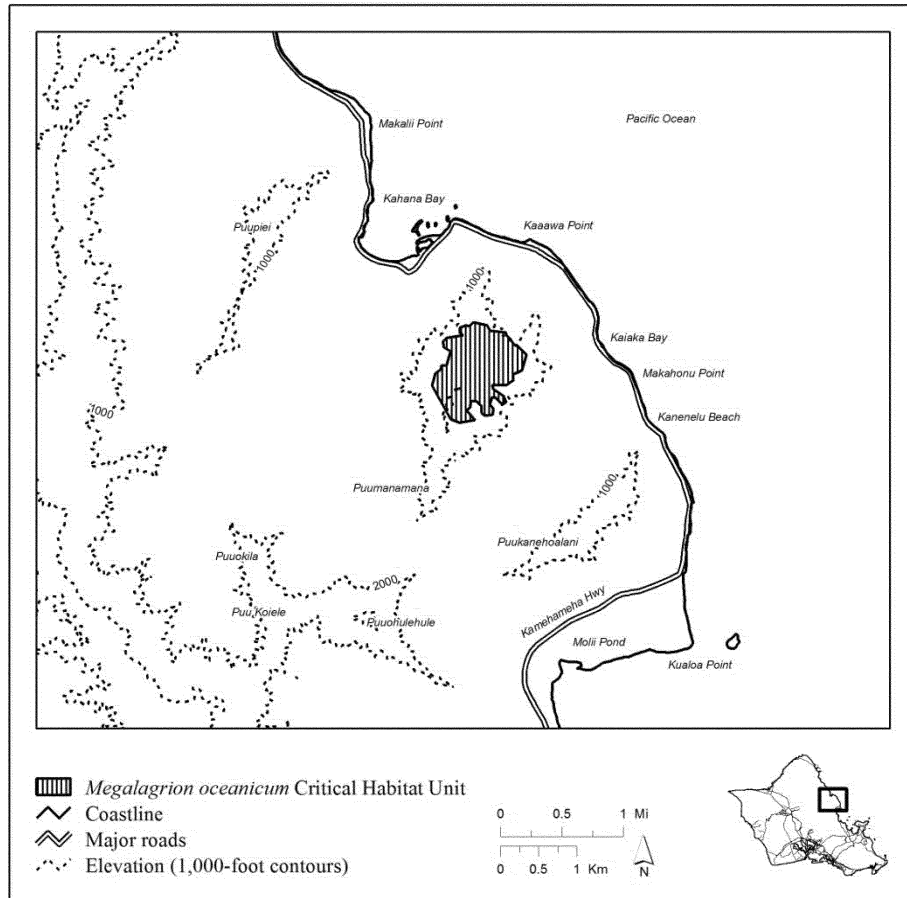 Makalii Point
Pacific Ocean
Kahana Bay
Puupiei
Kaaawa Point
1000
1000
Kaiaka Bay
Makahonu Point
1000
Kanenelu Beach
Puumanamana
1000
Puukanehoalani
Puuokila
2000
Kamehameha Hwy
Puu Koiele
Puuohulehule
Molii Pond
Kualoa Point
Megalagrion oceanicum Critical Habitat Unit
Coastline
Major roads
Elevation (1,000-foot contours)
0 0.5 1 Mi
0 0.5 1 Km
N